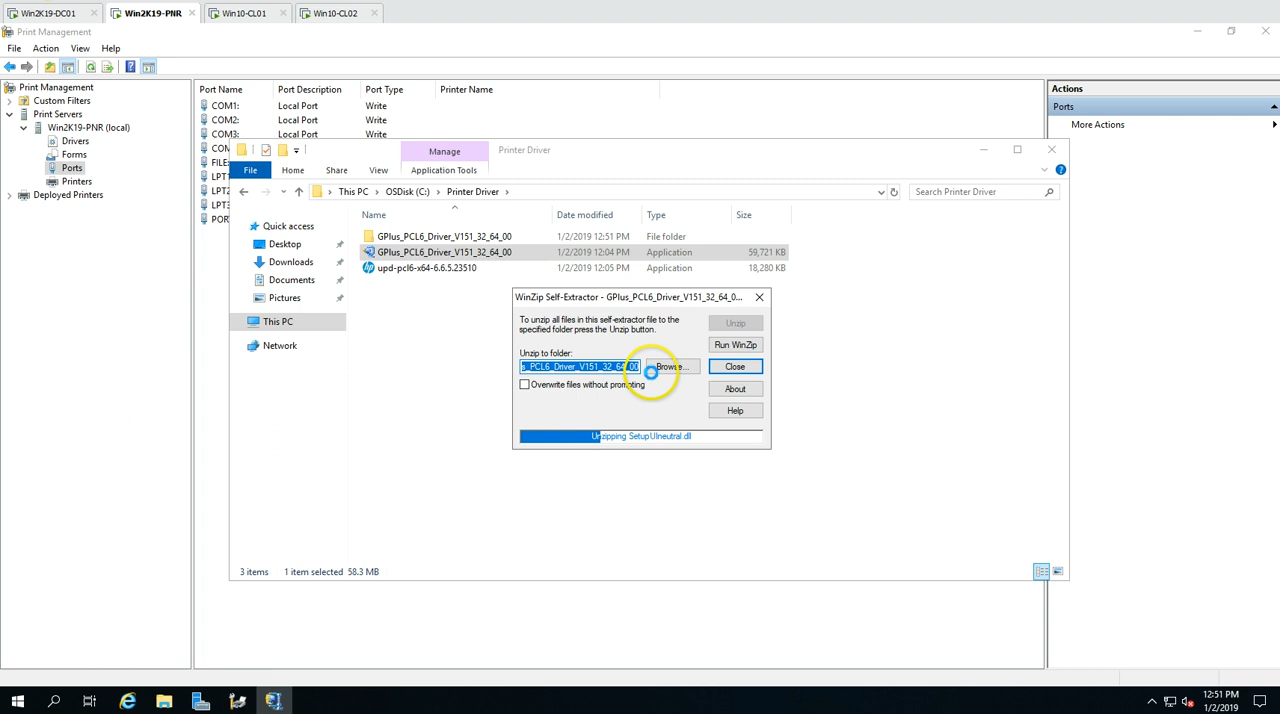 Win2K19-DC01 Win2K19-PNR Win10-CL01 Win10-CL02
Print Management
File Action View Help
Print Management
Custom Filters
Print Servers
Win2K19-PNR (local)
Drivers
Forms
Ports
Printers
Deployed Printers
Port Name Port Description Port Type Printer Name
COM1: Local Port Write
COM2: Local Port Write
COM3: Local Port Write
Actions
Ports
More Actions
Manage Printer Driver
File Home Share View Application Tools
This PC OSDisk (C:) Printer Driver
Search Printer Driver
Quick access
Desktop
Downloads
Documents
Pictures
This PC
Network
Name Date modified Type Size
GPlus_PCL6_Driver_V151_32_64_00 1/2/2019 12:51 PM File folder
GPlus_PCL6_Driver_V151_32_64_00 1/2/2019 12:04 PM Application 59,721 KB
upd-pcl6-x64-6.6.5.23510 1/2/2019 12:05 PM Application 18,280 KB
WinZip Self-Extractor - GPlus_PCL6_Driver_V151_32_64_0...
To unzip all files in this self-extractor file to the
specified folder press the Unzip button.
Unzip to folder:
s_PCL6_Driver_V151_32_64_00
Browse...
Overwrite files without prompting
Unzip
Run WinZip
Close
About
Help
Unzipping SetupUIneutral.dll
3 items 1 item selected 58.3 MB
12:51 PM
1/2/2019